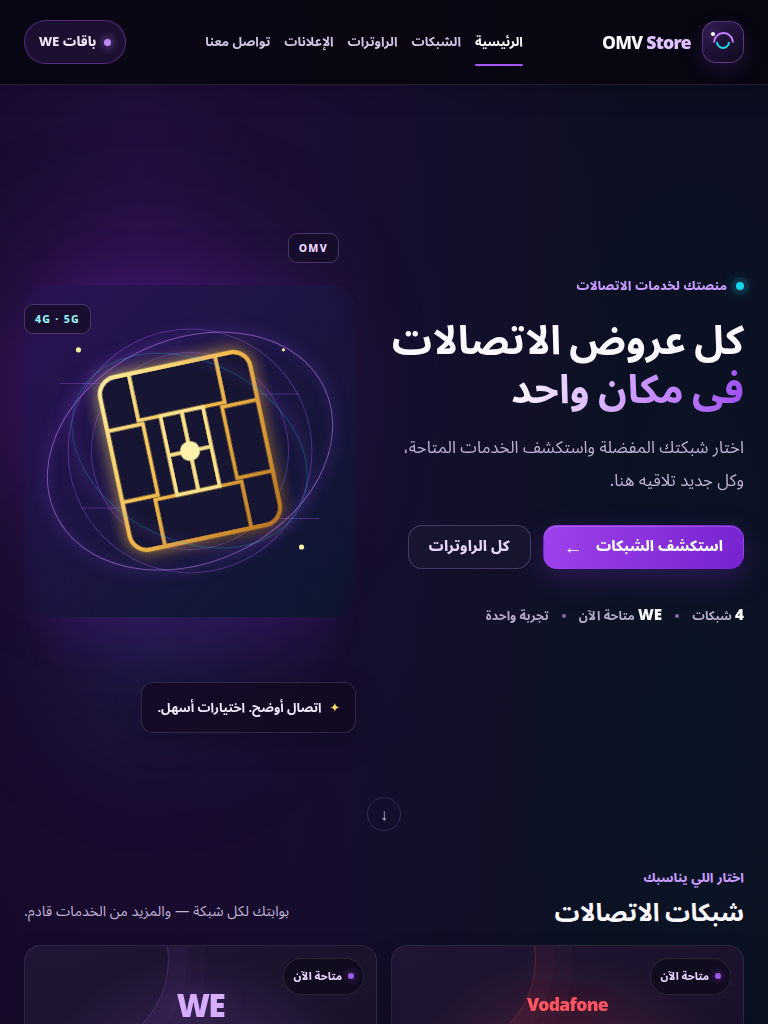 OMV Store
الرئيسية
الشبكات
الراوترات
الإعلانات
تواصل معنا
باقات WE
منصتك لخدمات الاتصالات
كل عروض الاتصالات
في مكان واحد
اختار شبكتك المفضلة واستكشف الخدمات المتاحة،
وكل جديد تلاقيه هنا.
استكشف الشبكات ←
كل الراوترات
4 شبكات • WE متاحة الآن • تجربة واحدة
OMV
4G · 5G
✦ اتصال أوضح. اختيارات أسهل.
↓
اختار اللي يناسبك
شبكات الاتصالات
بوابتك لكل شبكة — والمزيد من الخدمات قادم.
متاحة الآن
Vodafone
متاحة الآن
WE